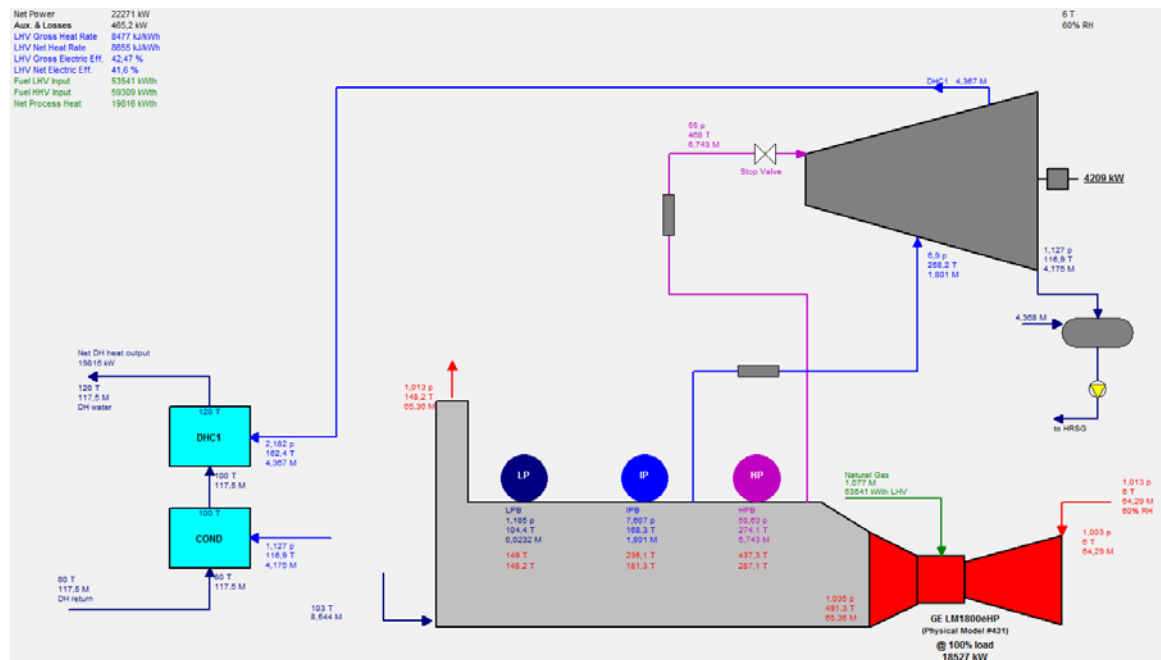 Net Power 22271 kW
Aux. & Losses 465,2 kW
LHV Gross Heat Rate 8477 kJ/kWh
LHV Net Heat Rate 8655 kJ/kWh
LHV Gross Electric Eff. 42,47 %
LHV Net Electric Eff. 41,6 %
Fuel LHV Input 53541 kWth
Fuel HHV Input 59309 kWth
Net Process Heat 19816 kWth
6 T
60% RH
DHC1 4,367 M
55 p
468 T
6,743 M
Stop Valve
4209 kW
6,9 p
258,2 T
1,801 M
1,127 p
116,9 T
4,175 M
4,368 M
to HRSG
Net DH heat output
19816 kW
120 T
117,5 M
DH water
120 T
DHC1
2,182 p
162,4 T
4,367 M
100 T
117,5 M
100 T
COND
1,127 p
116,9 T
4,175 M
80 T
117,5 M
DH return
80 T
117,5 M
103 T
8,544 M
1,013 p
148,2 T
65,36 M
LP
IP
HP
LPB
1,185 p
104,4 T
0,0232 M
149 T
148,2 T
IPB
7,607 p
168,3 T
1,801 M
236,1 T
181,3 T
HPB
58,63 p
274,1 T
6,743 M
437,3 T
287,1 T
Natural Gas
1,077 M
53541 kWth LHV
1,013 p
6 T
64,29 M
60% RH
1,003 p
6 T
64,29 M
1,035 p
491,3 T
65,36 M
GE LM1800eHP
(Physical Model #431)
@ 100% load
18527 kW